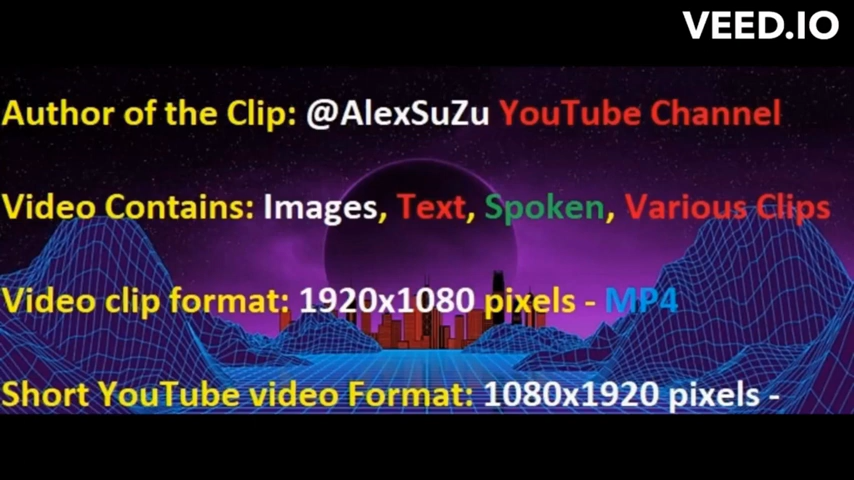 VEED.IO
Author of the Clip: @AlexSuZu YouTube Channel
Video Contains: Images, Text, Spoken, Various Clips
Video clip format: 1920x1080 pixels - MP4
Short YouTube video Format: 1080x1920 pixels -